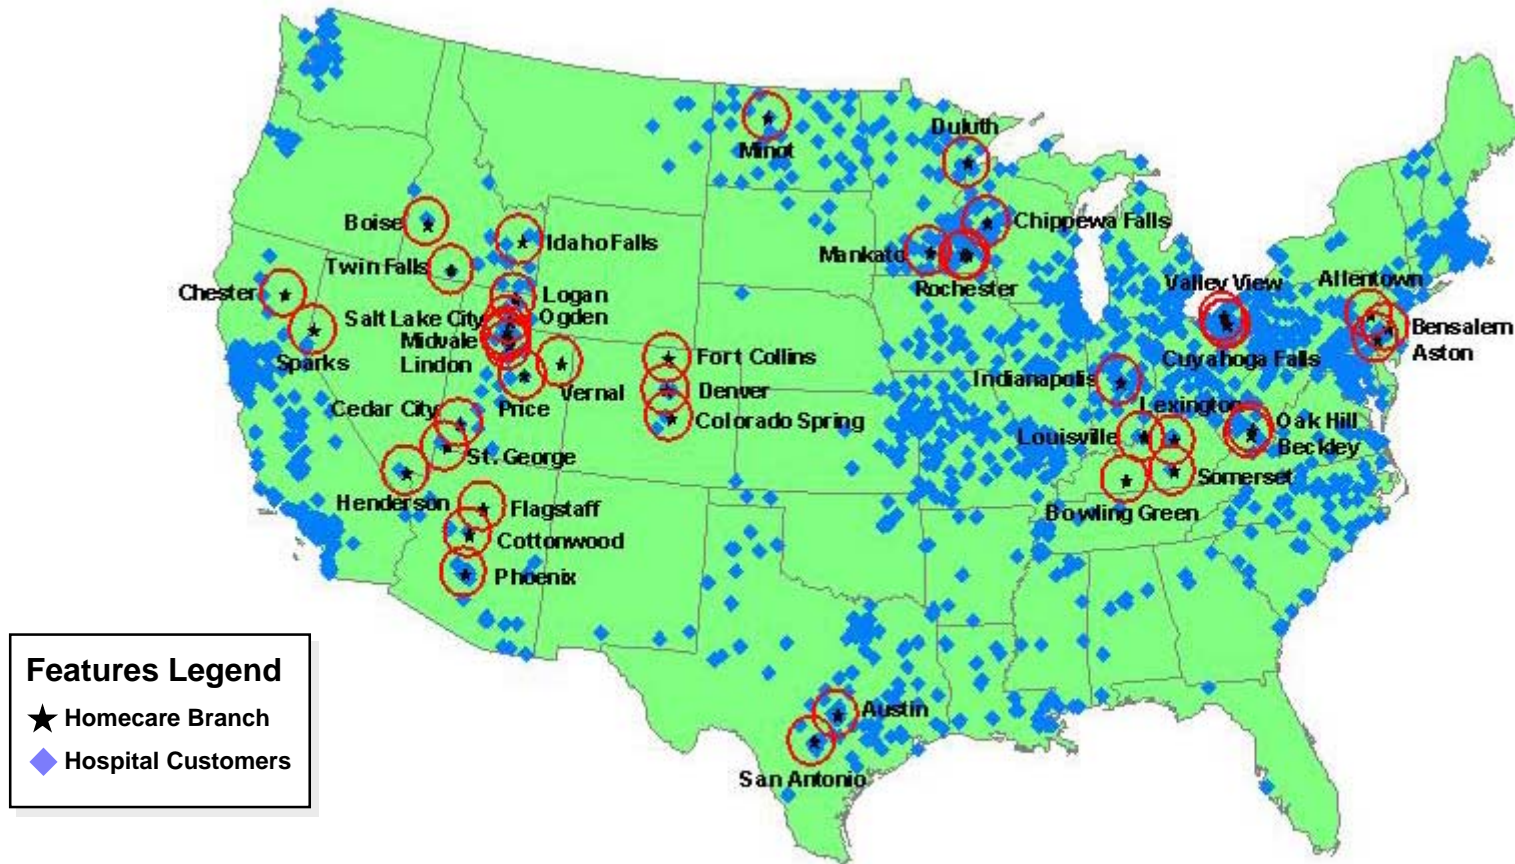 Duluth
Minot
Boise
Chippewa Falls
Idaho Falls
Mankato
Twin Falls
Valley View
Allentown
Rochester
Chester
Logan
Salt Lake City
Ogden
Bensalem
Midvale
Aston
Sparks
Lindon
Fort Collins
Cuyahoga Falls
Indianapolis
Vernal
Denver
Cedar City
Price
Lexington
Colorado Spring
Oak Hill
Louisville
Beckley
St. George
Somerset
Henderson
Flagstaff
Bowling Green
Cottonwood
Phoenix
Features Legend
Homecare Branch
Hospital Customers
Austin
San Antonio